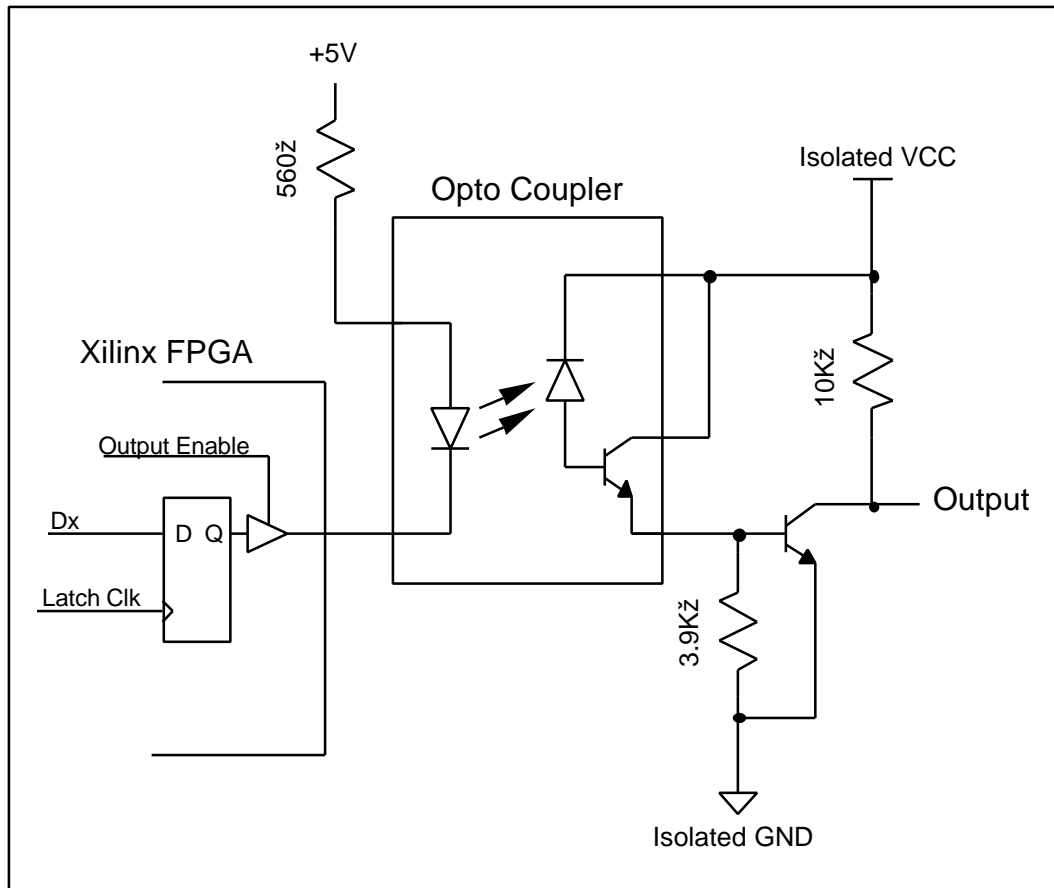 +5V
560ž
Isolated VCC
Opto Coupler
Xilinx FPGA
10Kž
Output Enable
Output
Dx
D Q
Latch Clk
3.9Kž
Isolated GND